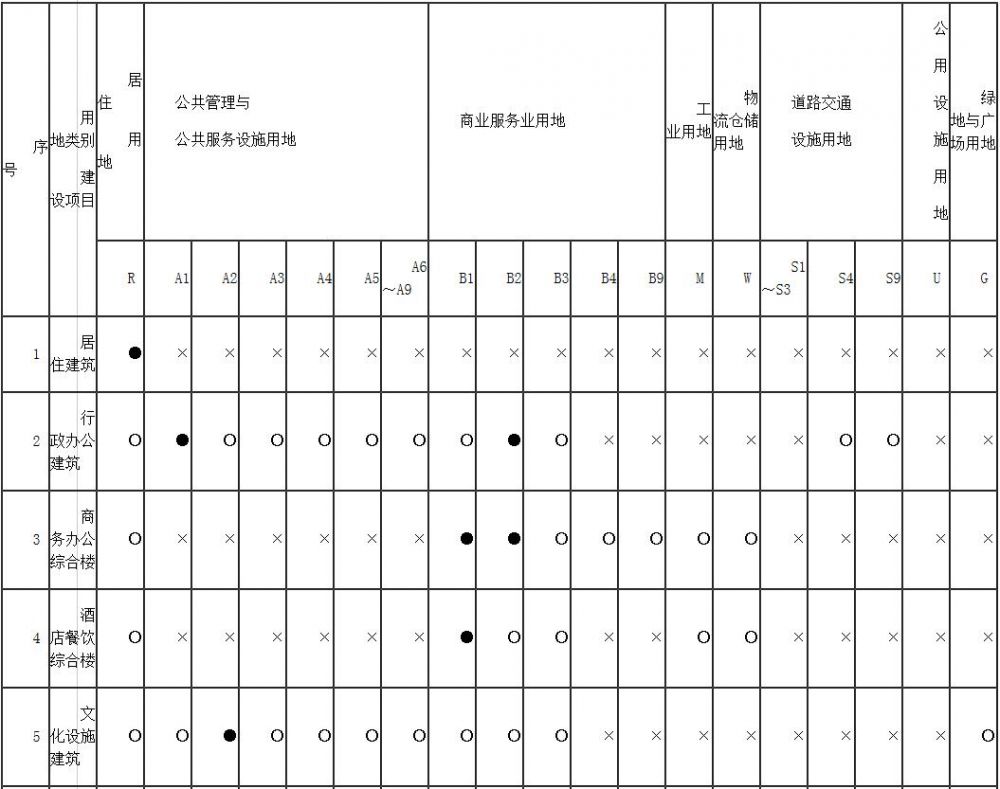 序
号
用
地类别
建
设项目
居
住
用
地
公共管理与
公共服务设施用地
商业服务业用地
工
业用地
物
流仓储
用地
道路交通
设施用地
公
用
设
施
用
地
绿
地与广
场用地
R A1 A2 A3 A4 A5 A6
～A9 B1 B2 B3 B4 B9 M W S1
～S3 S4 S9 U G
1 居
住建筑 ● × × × × × × × × × × × × × × × × × ×
2 行
政办公
建筑 O ● O O O O O O ● O × × × × × O O × ×
3 商
务办公
综合楼 O × × × × × × ● ● O O O O O × × × × ×
4 酒
店餐饮
综合楼 O × × × × × × ● O O × × O O × × × × ×
5 文
化设施
建筑 O O ● O O O O O O O × × × × × × × × O